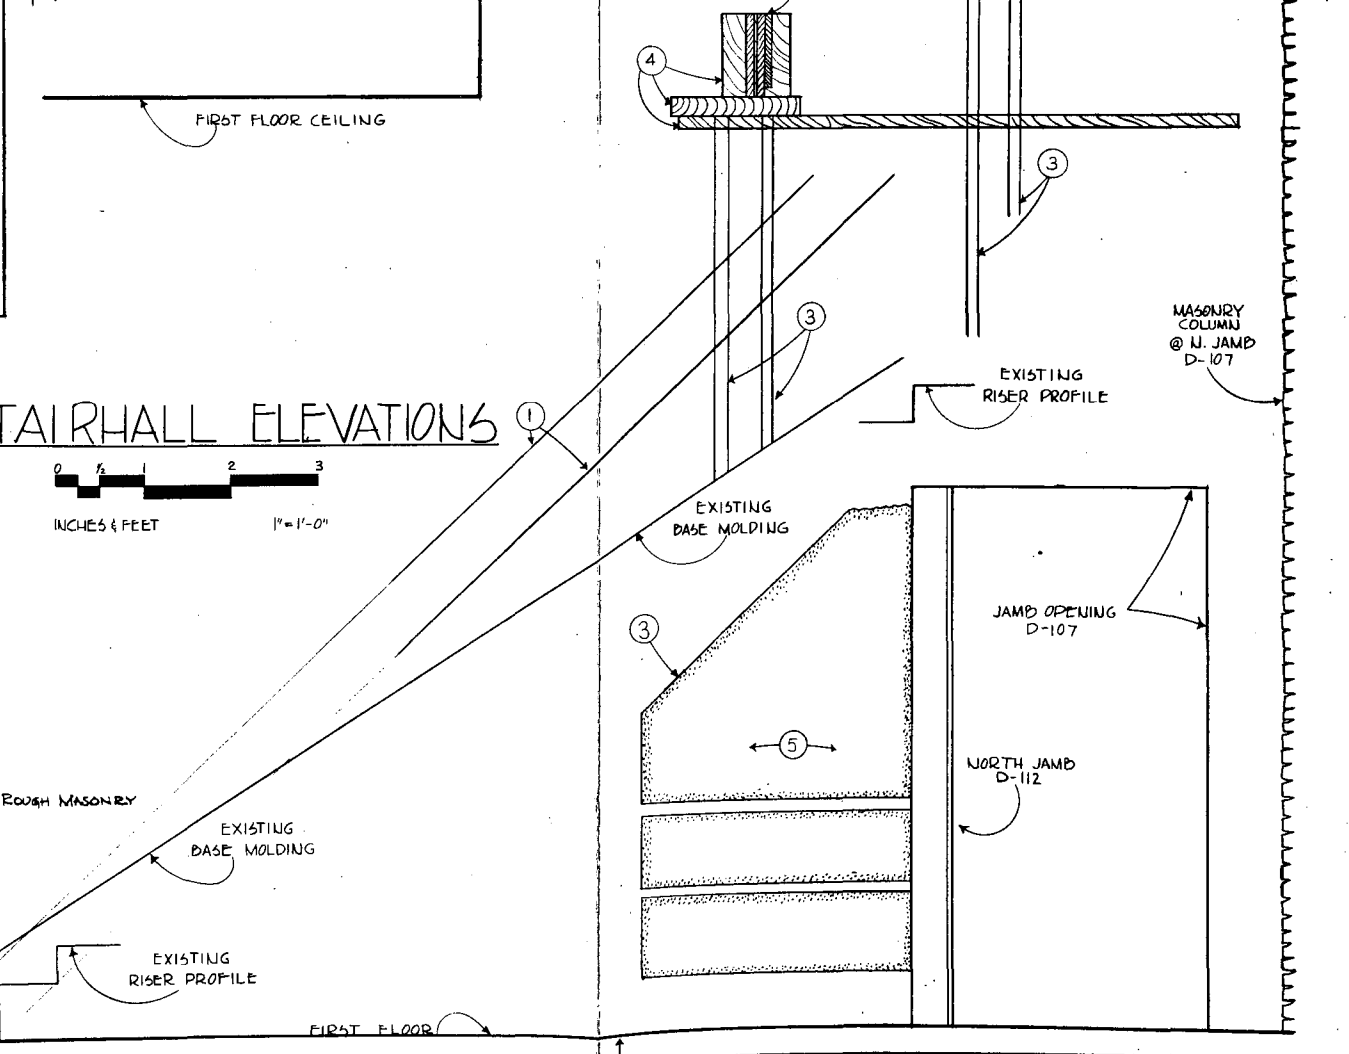 FIRST FLOOR CEILING
4
3
MASONRY
COLUMN
@ N. JAMB
D-107
3
EXISTING
RISER PROFILE
TAIRHALL ELEVATIONS
1
0 ½ 1 2 3
INCHES & FEET 1"=1'-0"
EXISTING
BASE MOLDING
JAMB OPENING
D-107
3
5
NORTH JAMB
D-112
ROUGH MASONRY
EXISTING
BASE MOLDING
EXISTING
RISER PROFILE
FIRST FLOOR